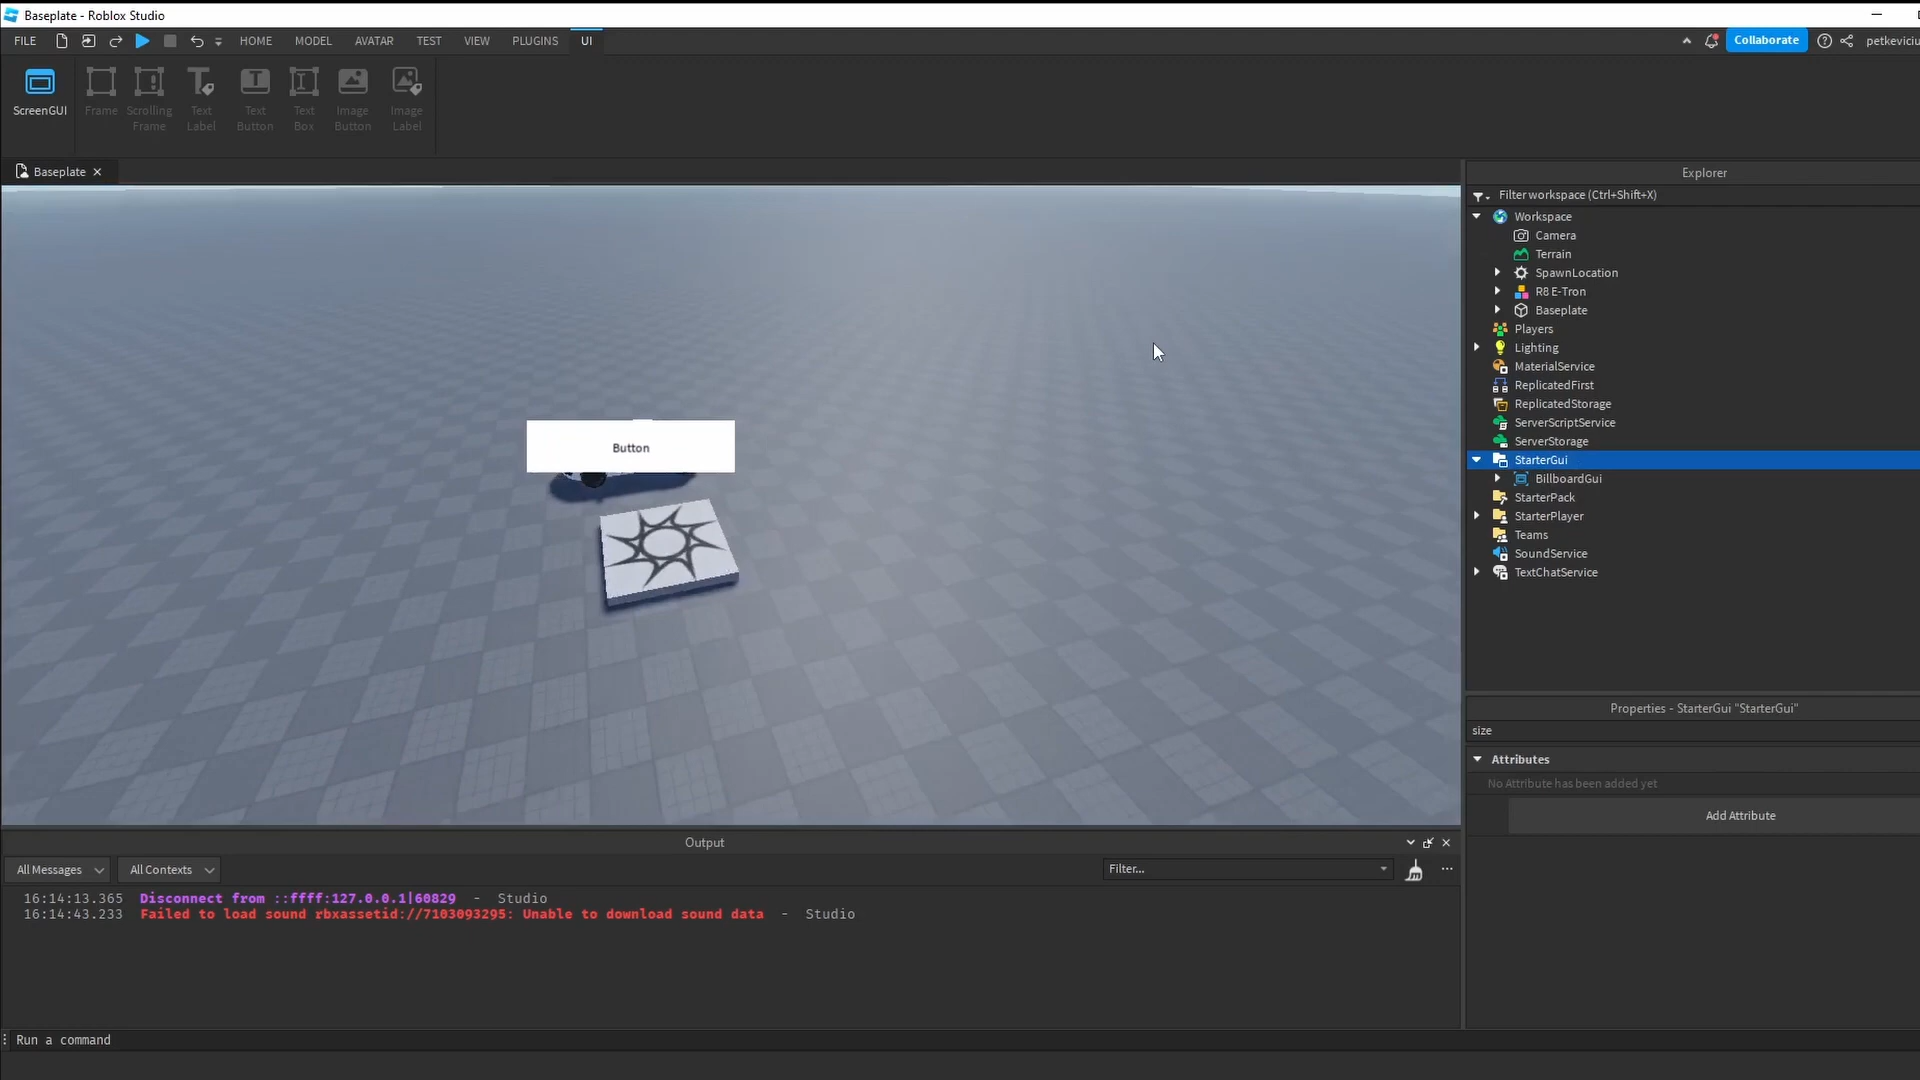 Baseplate - Roblox Studio
FILE HOME MODEL AVATAR TEST VIEW PLUGINS UI Collaborate
ScreenGUI
Frame
Scrolling
Frame
Text
Label
Text
Button
Text
Box
Image
Button
Image
Label
Baseplate
Button
Explorer
Filter workspace (Ctrl+Shift+X)
Workspace
Camera
Terrain
SpawnLocation
R8 E-Tron
Baseplate
Players
Lighting
MaterialService
ReplicatedFirst
ReplicatedStorage
ServerScriptService
ServerStorage
StarterGui
BillboardGui
StarterPack
StarterPlayer
Teams
SoundService
TextChatService
Properties - StarterGui "StarterGui"
size
Attributes
No Attribute has been added yet
Add Attribute
Output
All Messages All Contexts Filter...
16:14:13.365 Disconnect from ::ffff:127.0.0.1|60829 - Studio
16:14:43.233 Failed to load sound rbxassetid://7103093295: Unable to download sound data - Studio
Run a command